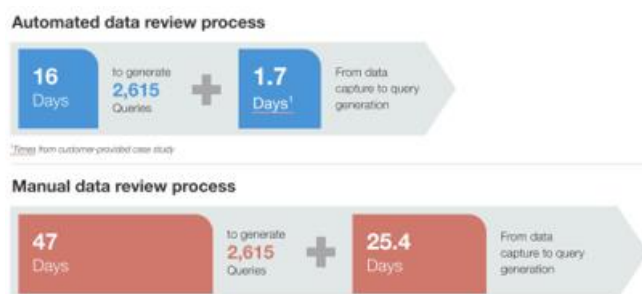 Automated data review process
16
Days
to generate
2,615
Queries
+
1.7
Days¹
From data
capture to query
generation
¹Times from customer-provided case study
Manual data review process
47
Days
to generate
2,615
Queries
+
25.4
Days
From data
capture to query
generation